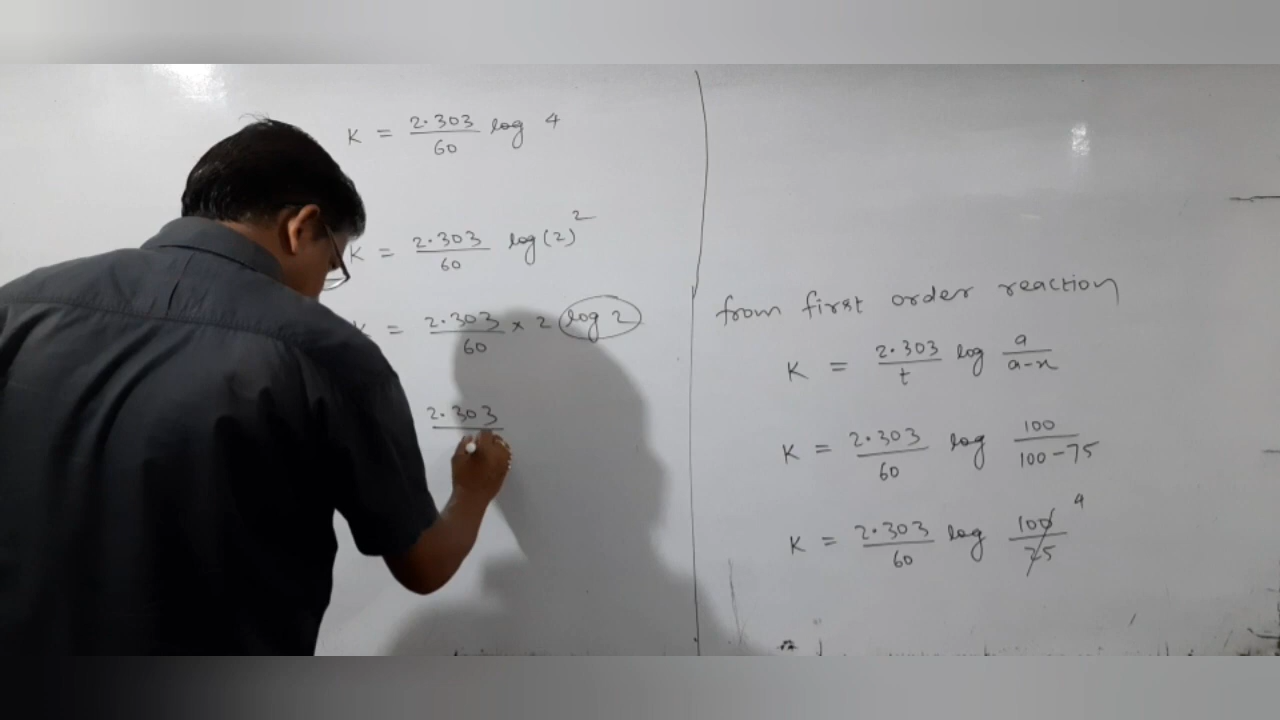 K = 2.303/60 log 4
K = 2.303/60 log(2)²
= 2.303/60 × 2 log 2
2.303
from first order reaction
K = 2.303/t log a/a-x
K = 2.303/60 log 100/100-75
K = 2.303/60 log 100/25 4